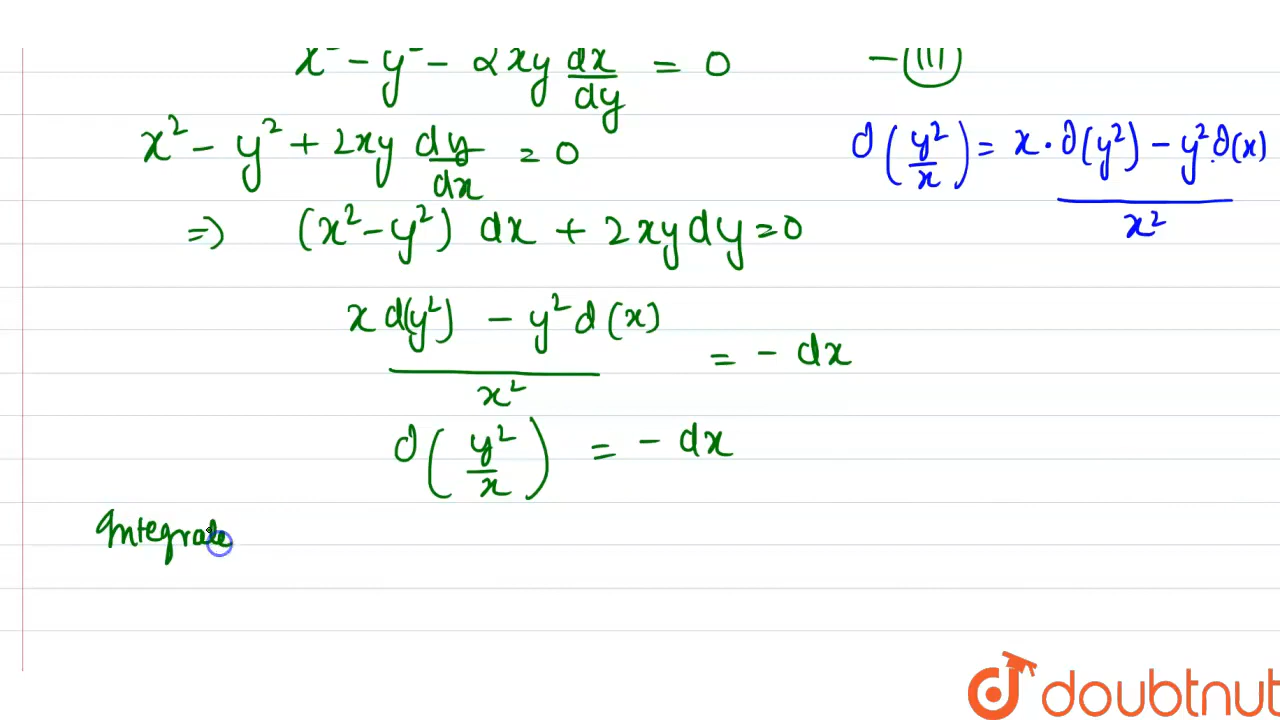 x² - y² - 2xy dx/dy = 0 - (III)
x² - y² + 2xy dy/dx = 0
∂(y²/x) = x · ∂(y²) - y² · ∂(x) / x²
⇒ (x² - y²) dx + 2xy dy = 0
x d(y²) - y² d(x) / x² = - dx
∂(y²/x) = - dx
Integrate
doubtnut